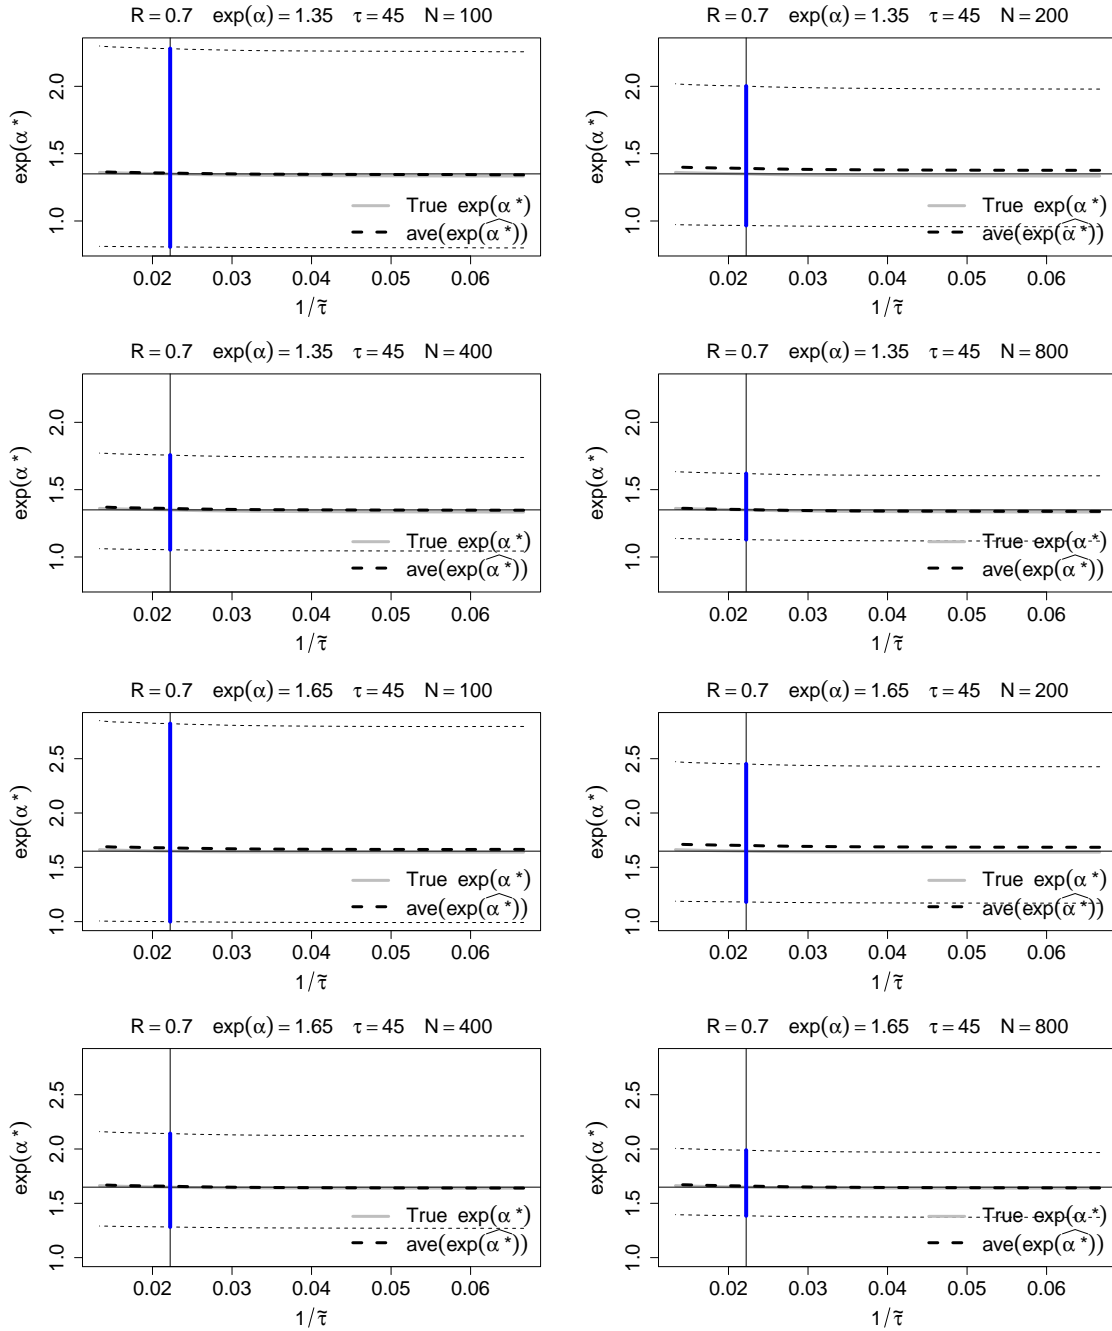 R = 0.7 exp(α) = 1.35 τ = 45 N = 100
exp(α*)
1.0 1.5 2.0
True exp(α*)
ave(exp(α*^))
0.02 0.03 0.04 0.05 0.06
1/τ̃
R = 0.7 exp(α) = 1.35 τ = 45 N = 200
exp(α*)
1.0 1.5 2.0
True exp(α*)
ave(exp(α*^))
0.02 0.03 0.04 0.05 0.06
1/τ̃
R = 0.7 exp(α) = 1.35 τ = 45 N = 400
exp(α*)
1.0 1.5 2.0
True exp(α*)
ave(exp(α*^))
0.02 0.03 0.04 0.05 0.06
1/τ̃
R = 0.7 exp(α) = 1.35 τ = 45 N = 800
exp(α*)
1.0 1.5 2.0
True exp(α*)
ave(exp(α*^))
0.02 0.03 0.04 0.05 0.06
1/τ̃
R = 0.7 exp(α) = 1.65 τ = 45 N = 100
exp(α*)
1.0 1.5 2.0 2.5
True exp(α*)
ave(exp(α*^))
0.02 0.03 0.04 0.05 0.06
1/τ̃
R = 0.7 exp(α) = 1.65 τ = 45 N = 200
exp(α*)
1.0 1.5 2.0 2.5
True exp(α*)
ave(exp(α*^))
0.02 0.03 0.04 0.05 0.06
1/τ̃
R = 0.7 exp(α) = 1.65 τ = 45 N = 400
exp(α*)
1.0 1.5 2.0 2.5
True exp(α*)
ave(exp(α*^))
0.02 0.03 0.04 0.05 0.06
1/τ̃
R = 0.7 exp(α) = 1.65 τ = 45 N = 800
exp(α*)
1.0 1.5 2.0 2.5
True exp(α*)
ave(exp(α*^))
0.02 0.03 0.04 0.05 0.06
1/τ̃